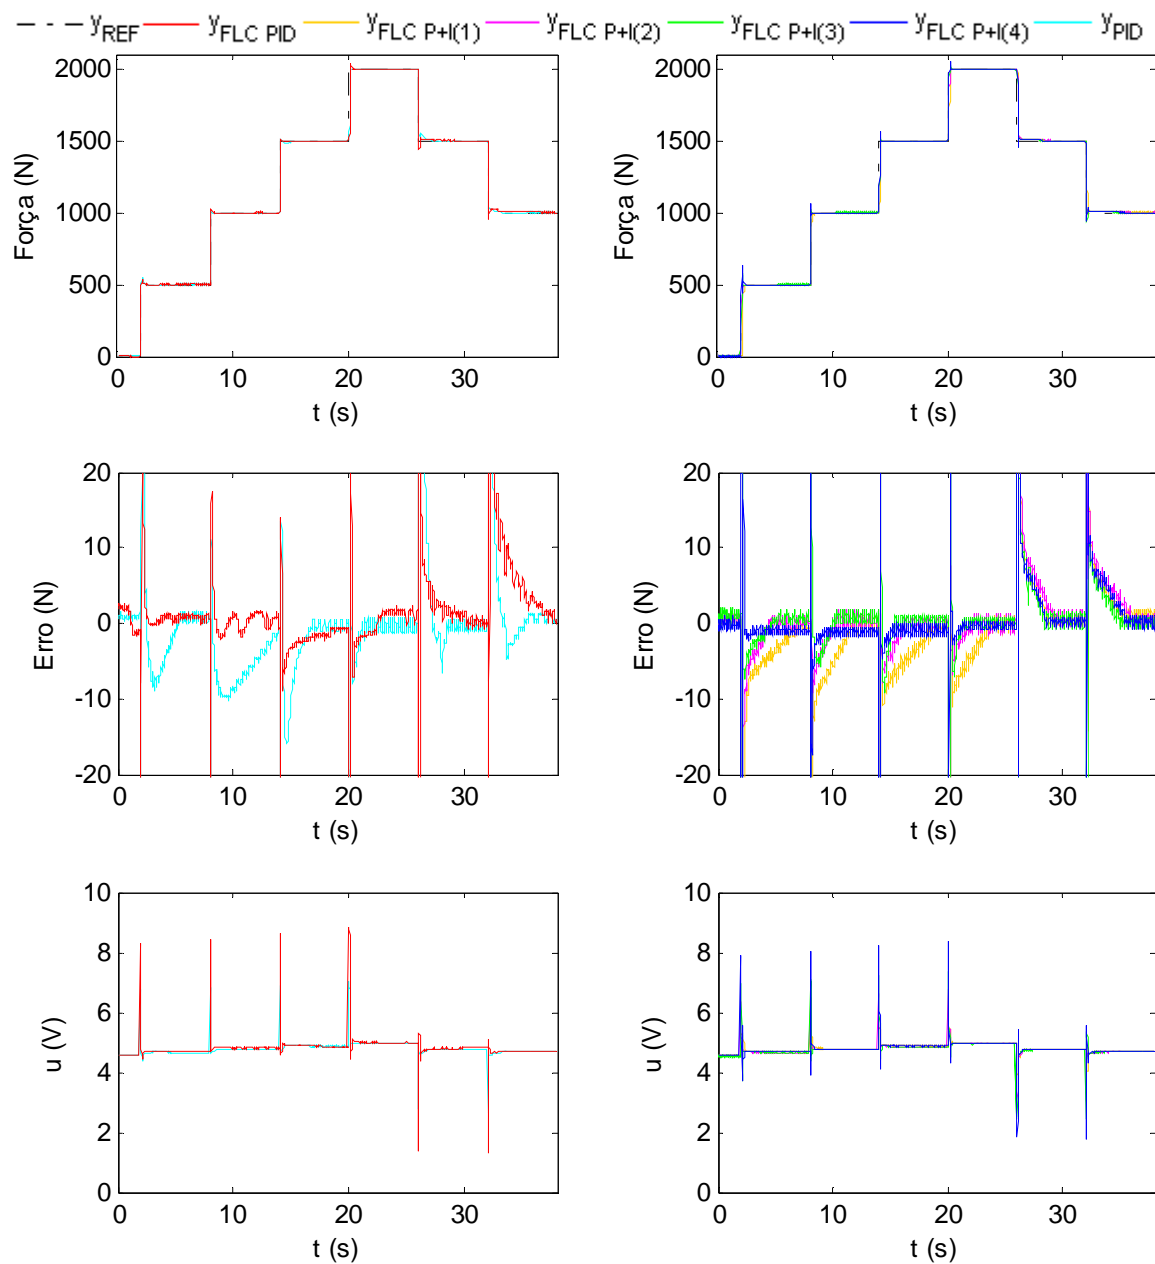 y_REF y_FLC PID y_FLC P+I(1) y_FLC P+I(2) y_FLC P+I(3) y_FLC P+I(4) y_PID
2000
1500
1000
500
0
Força (N)
0 10 20 30
t (s)
2000
1500
1000
500
0
Força (N)
0 10 20 30
t (s)
20
10
0
-10
-20
Erro (N)
0 10 20 30
t (s)
20
10
0
-10
-20
Erro (N)
0 10 20 30
t (s)
10
8
6
4
2
0
u (V)
0 10 20 30
t (s)
10
8
6
4
2
0
u (V)
0 10 20 30
t (s)